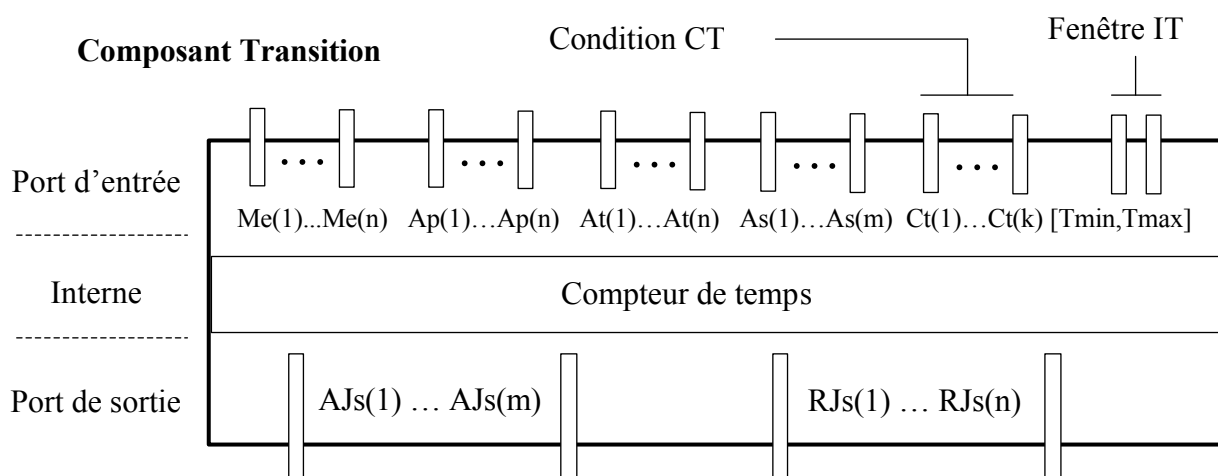 Composant Transition
Condition CT
Fenêtre IT
Port d’entrée
Me(1)...Me(n) Ap(1)…Ap(n) At(1)…At(n) As(1)…As(m) Ct(1)…Ct(k) [Tmin,Tmax]
Interne
Compteur de temps
Port de sortie
AJs(1) … AJs(m)
RJs(1) … RJs(n)